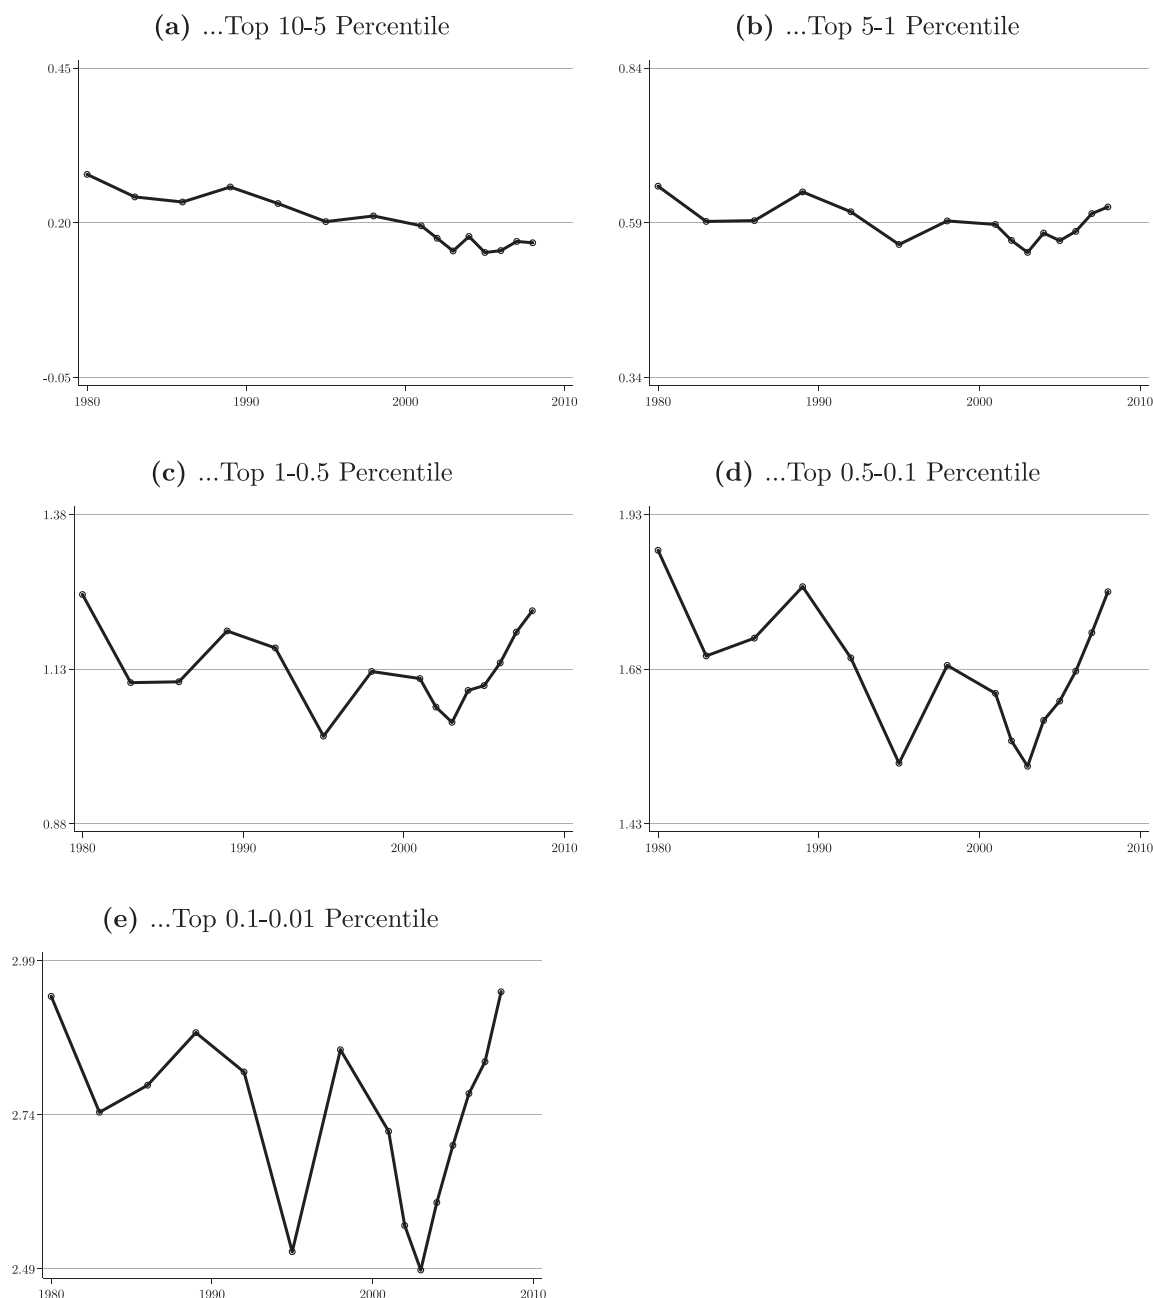 (a) ...Top 10-5 Percentile
0.45
0.20
-0.05
1980 1990 2000 2010
(b) ...Top 5-1 Percentile
0.84
0.59
0.34
1980 1990 2000 2010
(c) ...Top 1-0.5 Percentile
1.38
1.13
0.88
1980 1990 2000 2010
(d) ...Top 0.5-0.1 Percentile
1.93
1.68
1.43
1980 1990 2000 2010
(e) ...Top 0.1-0.01 Percentile
2.99
2.74
2.49
1980 1990 2000 2010